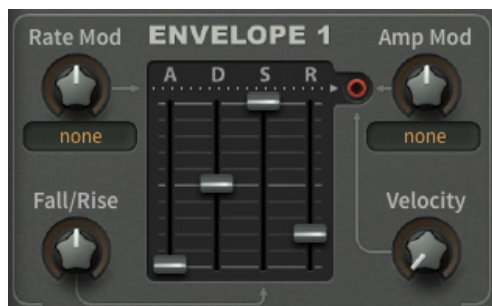 Rate Mod
ENVELOPE 1
Amp Mod
A D S R
none
none
Fall/Rise
Velocity